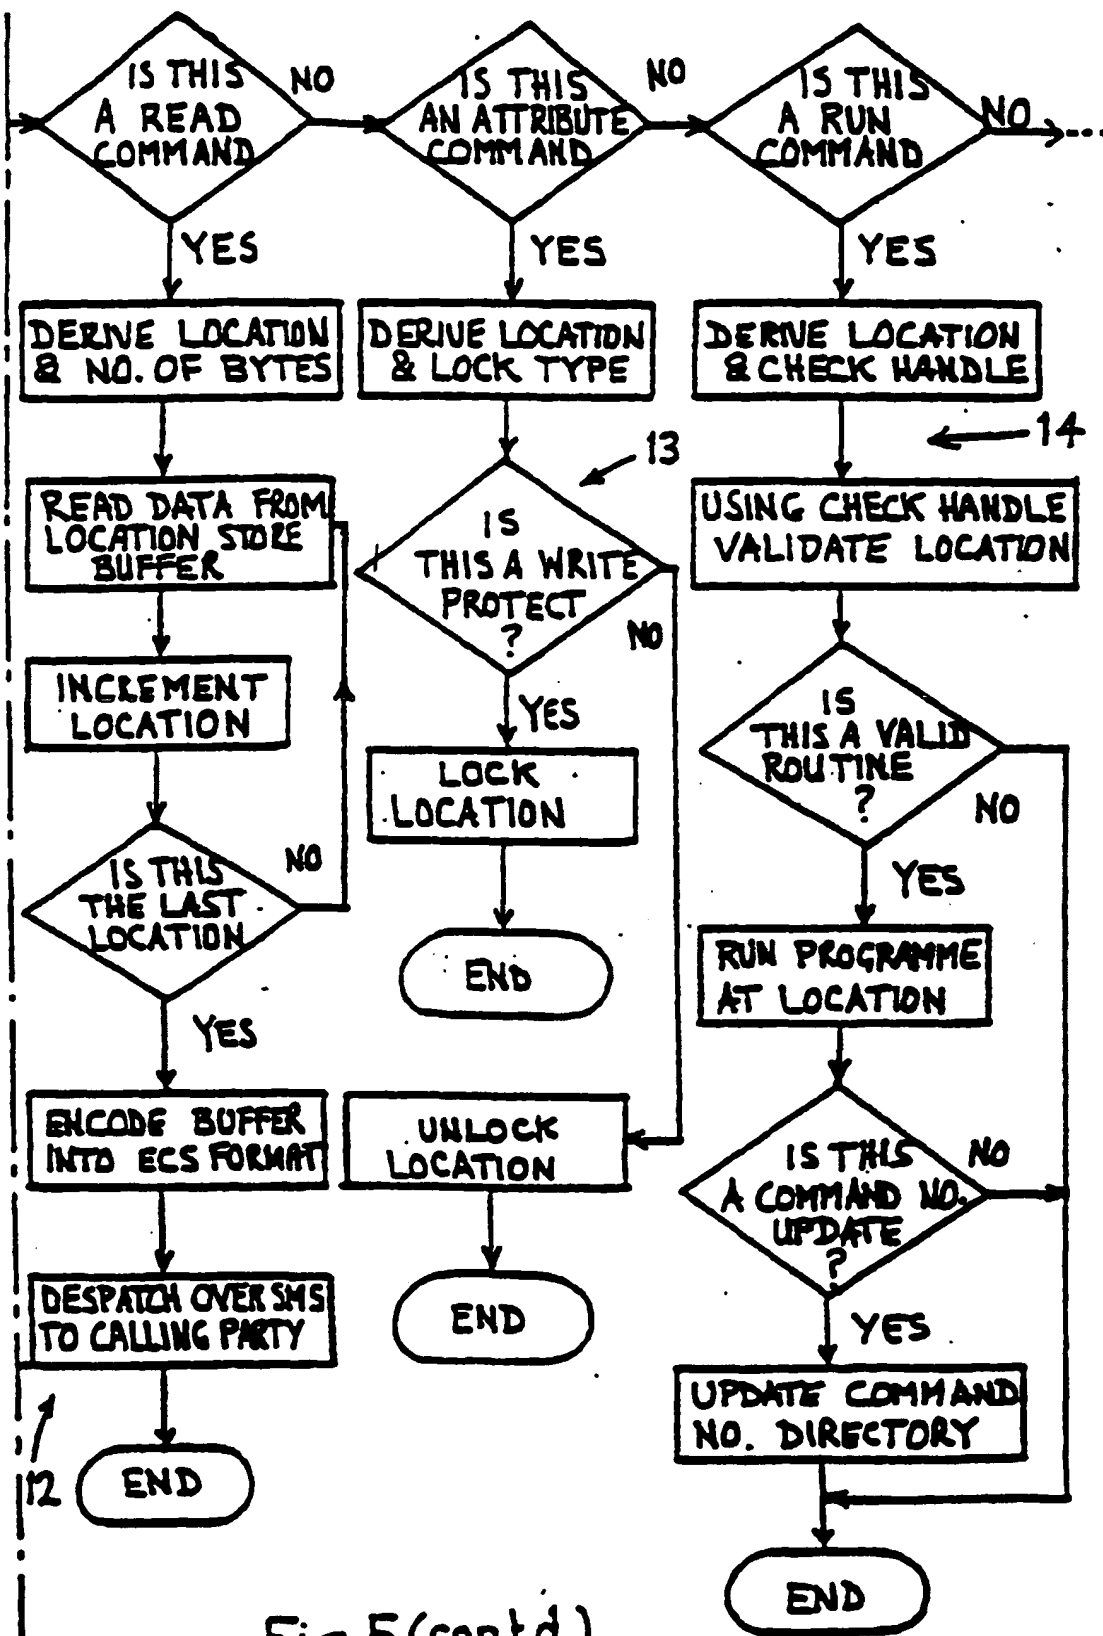 IS THIS
A READ
COMMAND
NO
IS THIS
AN ATTRIBUTE
COMMAND
NO
IS THIS
A RUN
COMMAND
NO
YES
YES
YES
DERIVE LOCATION
& NO. OF BYTES
DERIVE LOCATION
& LOCK TYPE
DERIVE LOCATION
& CHECK HANDLE
13
14
READ DATA FROM
LOCATION STORE
BUFFER
IS
THIS A WRITE
PROTECT
?
NO
USING CHECK HANDLE
VALIDATE LOCATION
INCREMENT
LOCATION
YES
LOCK
LOCATION
IS
THIS A VALID
ROUTINE
?
NO
IS THIS
THE LAST
LOCATION
NO
YES
END
YES
RUN PROGRAMME
AT LOCATION
ENCODE BUFFER
INTO ECS FORMAT
UNLOCK
LOCATION
IS THIS
A COMMAND NO.
UPDATE
?
NO
DESPATCH OVER SMS
TO CALLING PARTY
END
YES
UPDATE COMMAND
NO. DIRECTORY
12
END
END
Fig 5 (contd.)